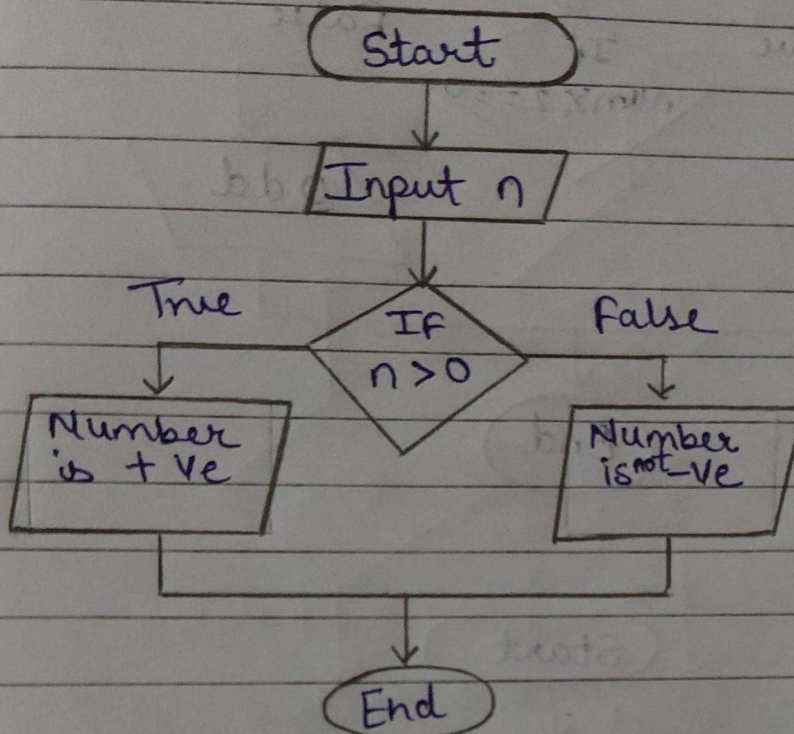 Start
Input n
True
False
If
n > 0
Number
is + ve
Number
is not -ve
End